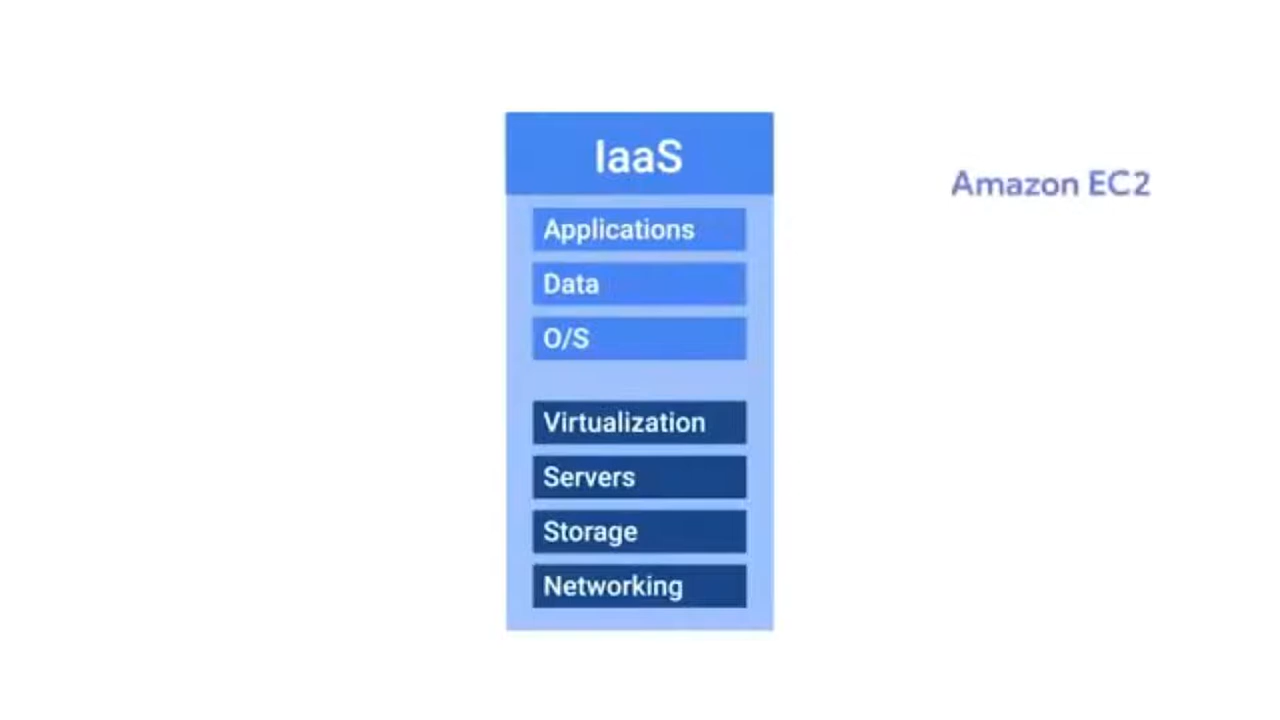 IaaS
Applications
Data
O/S
Virtualization
Servers
Storage
Networking
Amazon EC2